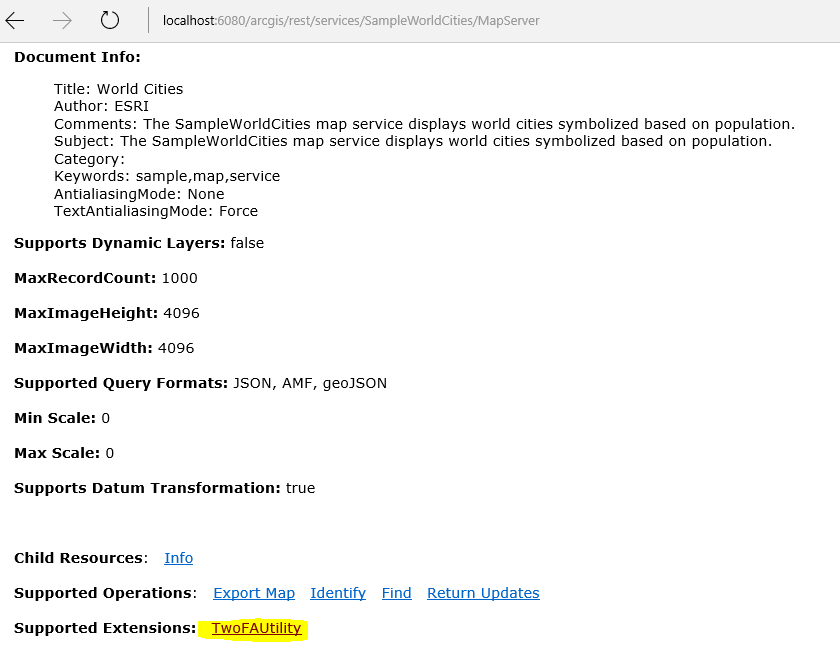 localhost:6080/arcgis/rest/services/SampleWorldCities/MapServer
Document Info:
Title: World Cities
Author: ESRI
Comments: The SampleWorldCities map service displays world cities symbolized based on population.
Subject: The SampleWorldCities map service displays world cities symbolized based on population.
Category:
Keywords: sample,map,service
AntialiasingMode: None
TextAntialiasingMode: Force
Supports Dynamic Layers: false
MaxRecordCount: 1000
MaxImageHeight: 4096
MaxImageWidth: 4096
Supported Query Formats: JSON, AMF, geoJSON
Min Scale: 0
Max Scale: 0
Supports Datum Transformation: true
Child Resources: Info
Supported Operations: Export Map Identify Find Return Updates
Supported Extensions: TwoFAUtility